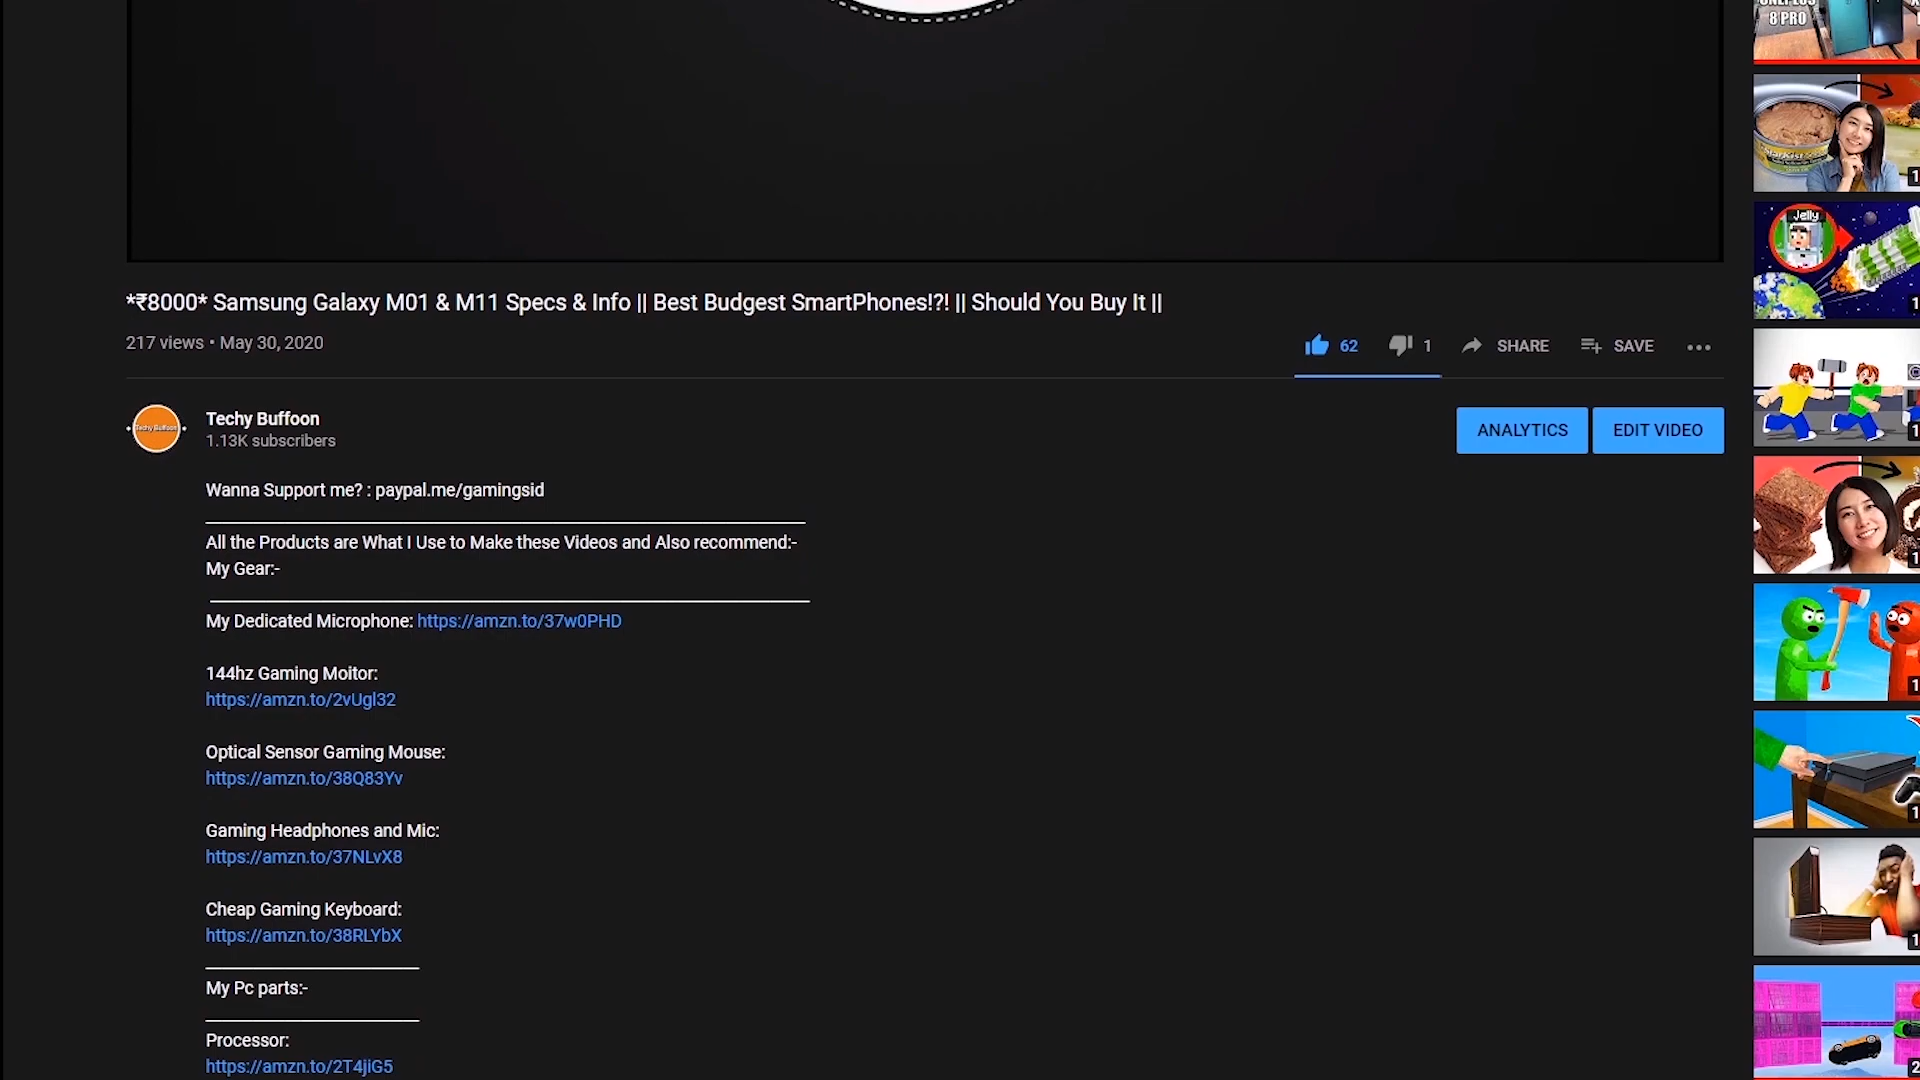 *₹8000* Samsung Galaxy M01 & M11 Specs & Info || Best Budgest SmartPhones!?! || Should You Buy It ||
217 views • May 30, 2020
62
1
SHARE
SAVE
Techy Buffoon
Techy Buffoon
1.13K subscribers
ANALYTICS
EDIT VIDEO
Wanna Support me? : paypal.me/gamingsid
All the Products are What I Use to Make these Videos and Also recommend:-
My Gear:-
My Dedicated Microphone: https://amzn.to/37w0PHD
144hz Gaming Moitor:
https://amzn.to/2vUgl32
Optical Sensor Gaming Mouse:
https://amzn.to/38Q83Yv
Gaming Headphones and Mic:
https://amzn.to/37NLvX8
Cheap Gaming Keyboard:
https://amzn.to/38RLYbX
My Pc parts:-
Processor:
https://amzn.to/2T4jiG5
8 PRO
Jelly